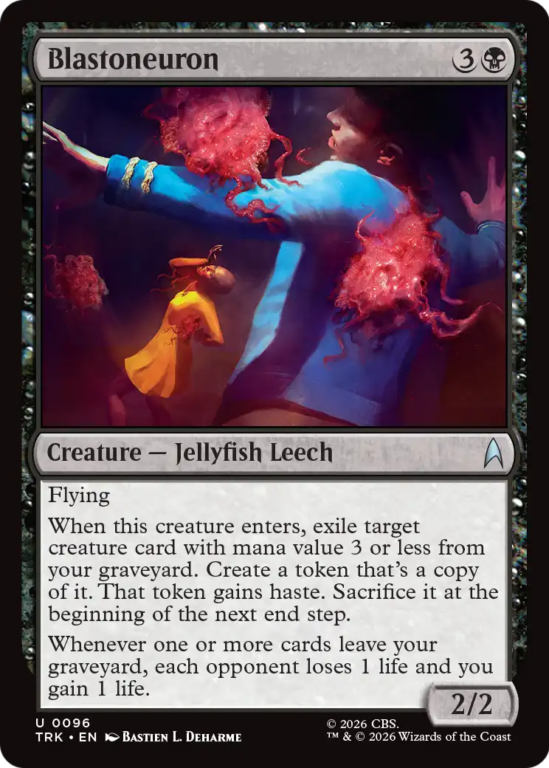 Blastoneuron 3
Creature — Jellyfish Leech
Flying
When this creature enters, exile target
creature card with mana value 3 or less from
your graveyard. Create a token that's a copy
of it. That token gains haste. Sacrifice it at the
beginning of the next end step.
Whenever one or more cards leave your
graveyard, each opponent loses 1 life and you
gain 1 life.
2/2
U 0096
TRK • EN Bastien L. Deharme
© 2026 CBS.
™ & © 2026 Wizards of the Coast